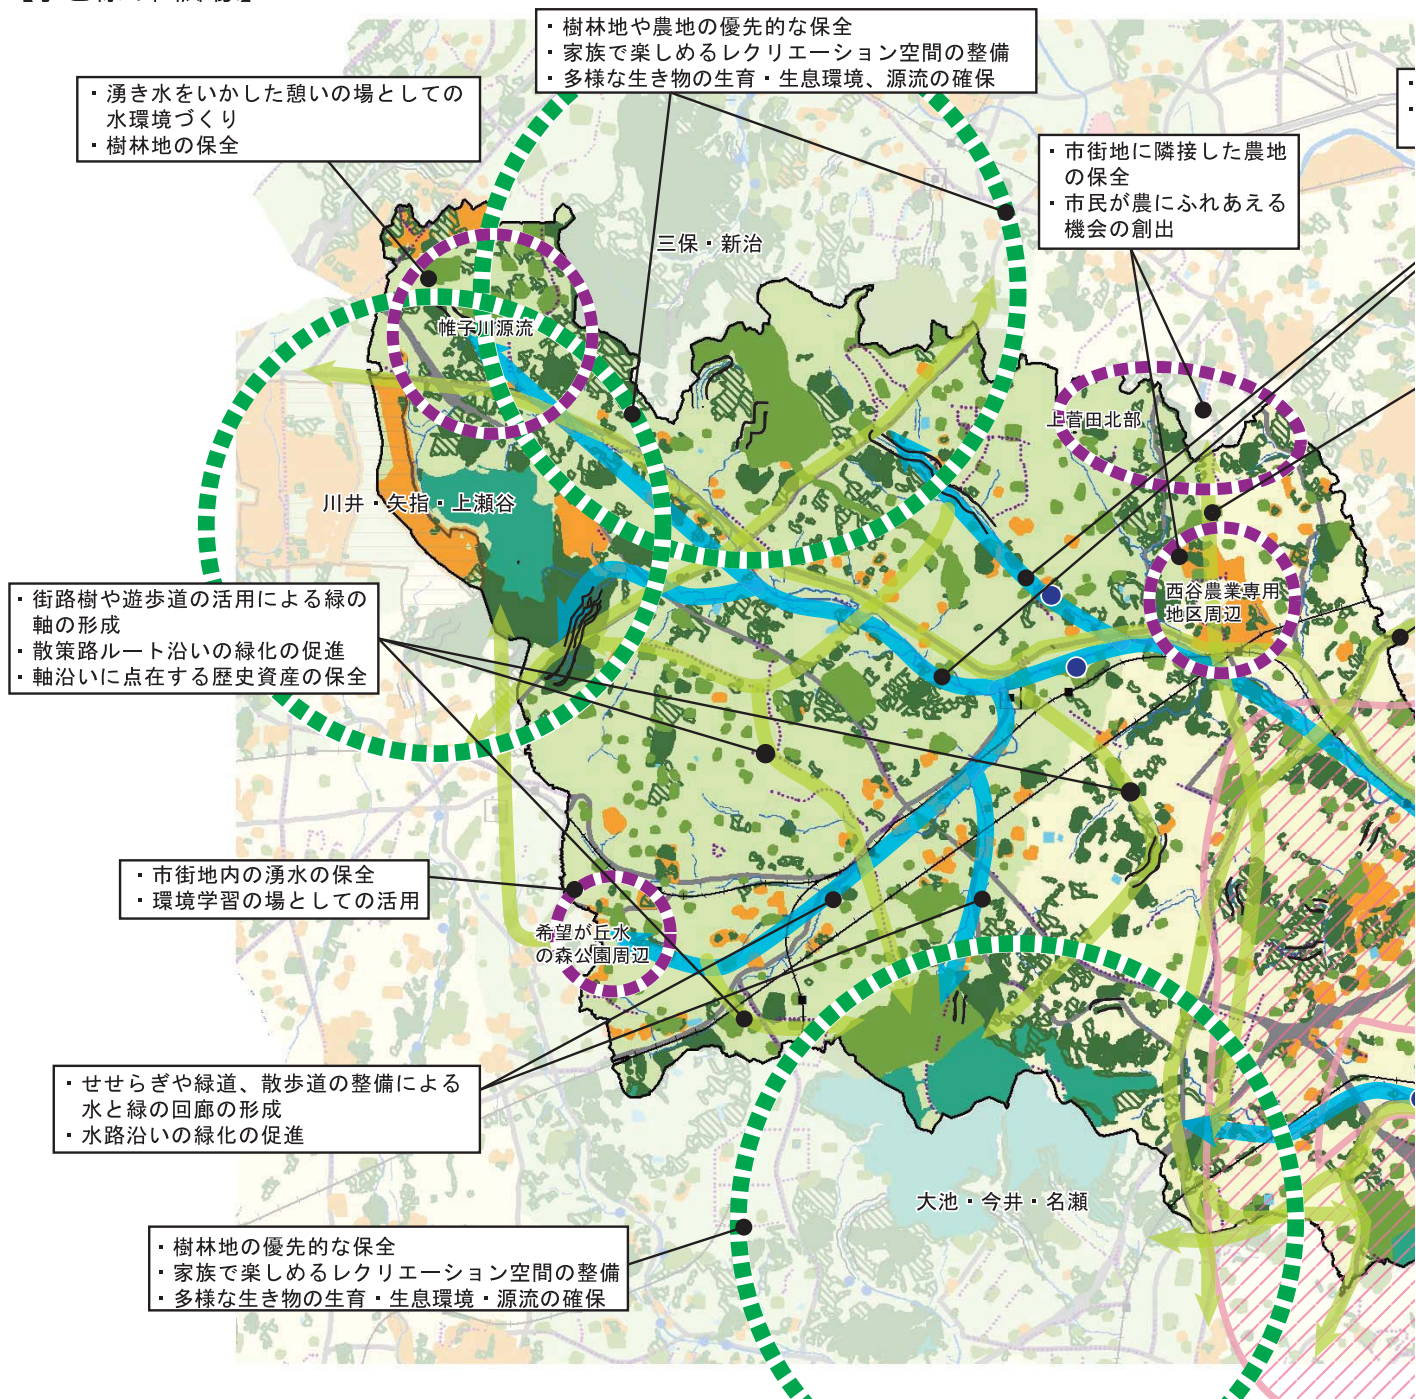 ・樹林地や農地の優先的な保全
・家族で楽しめるレクリエーション空間の整備
・多様な生き物の生育・生息環境、源流の確保
・湧き水をいかした憩いの場としての
水環境づくり
・樹林地の保全
・市街地に隣接した農地
の保全
・市民が農にふれあえる
機会の創出
三保・新治
帷子川源流
上菅田北部
川井・矢指・上瀬谷
西谷農業専用
地区周辺
・街路樹や遊歩道の活用による緑の
軸の形成
・散策路ルート沿いの緑化の促進
・軸沿いに点在する歴史資産の保全
・市街地内の湧水の保全
・環境学習の場としての活用
希望が丘水
の森公園周辺
・せせらぎや緑道、散歩道の整備による
水と緑の回廊の形成
・水路沿いの緑化の促進
大池・今井・名瀬
・樹林地の優先的な保全
・家族で楽しめるレクリエーション空間の整備
・多様な生き物の生育・生息環境・源流の確保